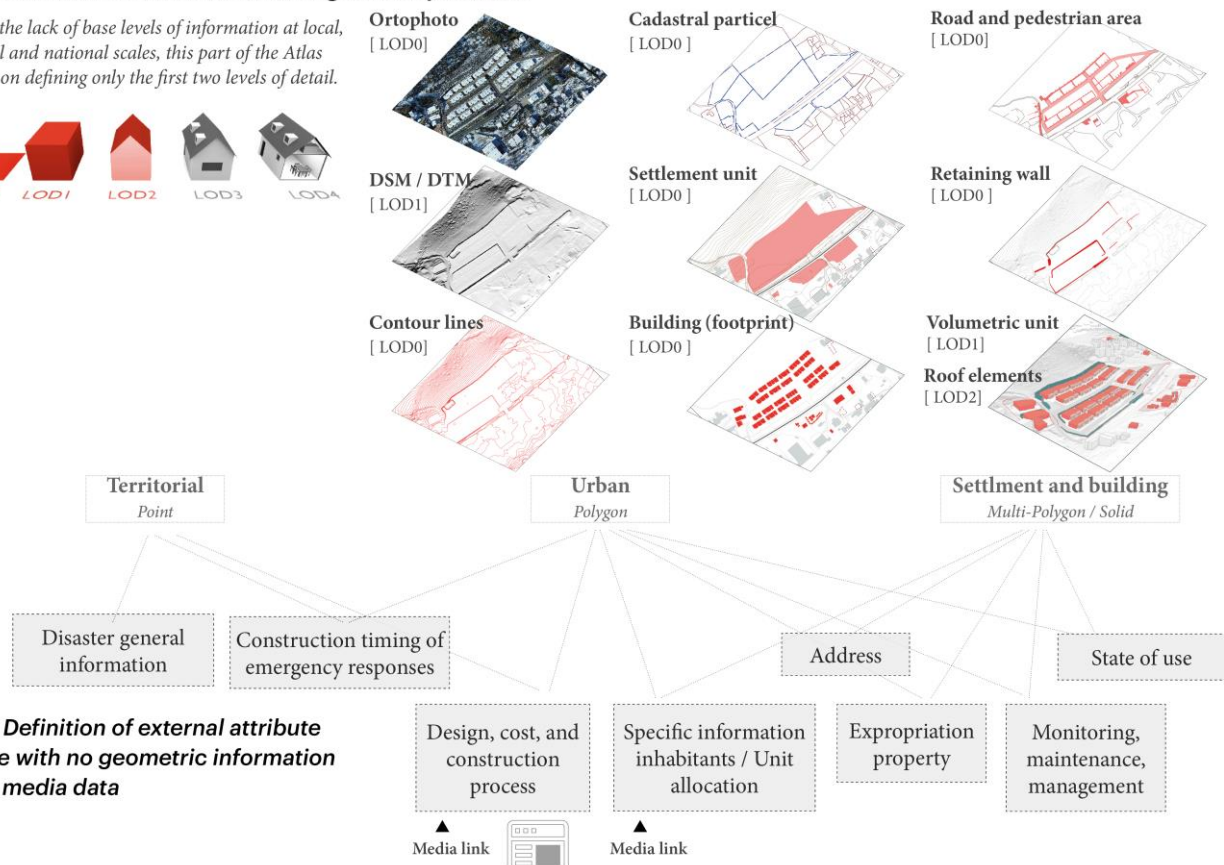 the lack of base levels of information at local,
and national scales, this part of the Atlas
on defining only the first two levels of detail.
LOD1
LOD2
LOD3
LOD4
Ortophoto
[ LOD0]
Cadastral particel
[ LOD0 ]
Road and pedestrian area
[LOD0]
DSM / DTM
[ LOD1]
Settlement unit
[ LOD0 ]
Retaining wall
[ LOD0 ]
Contour lines
[ LOD0]
Building (footprint)
[ LOD0 ]
Volumetric unit
[ LOD1]
Roof elements
[ LOD2]
Territorial
Point
Urban
Polygon
Settlment and building
Multi-Polygon / Solid
Disaster general
information
Construction timing of
emergency responses
Address
State of use
Definition of external attribute
with no geometric information
media data
Design, cost, and
construction
process
Specific information
inhabitants / Unit
allocation
Expropriation
property
Monitoring,
maintenance,
management
▲
Media link
▲
Media link